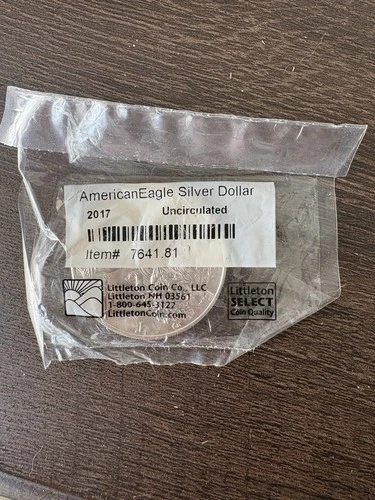 AmericanEagle Silver Dollar
2017 Uncirculated
Item# 7641.81
Littleton Coin Co., LLC
Littleton NH 03561
1-800-645-3122
LittletonCoin.com
Littleton
SELECT
Coin Quality